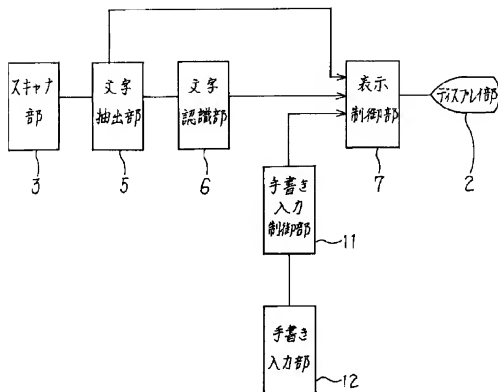 スキャナ
部
3
文字
抽出部
5
文字
認識部
6
表示
制御部
7
ディスプレイ部
2
手書き
入力
制御部
11
手書き
入力部
12